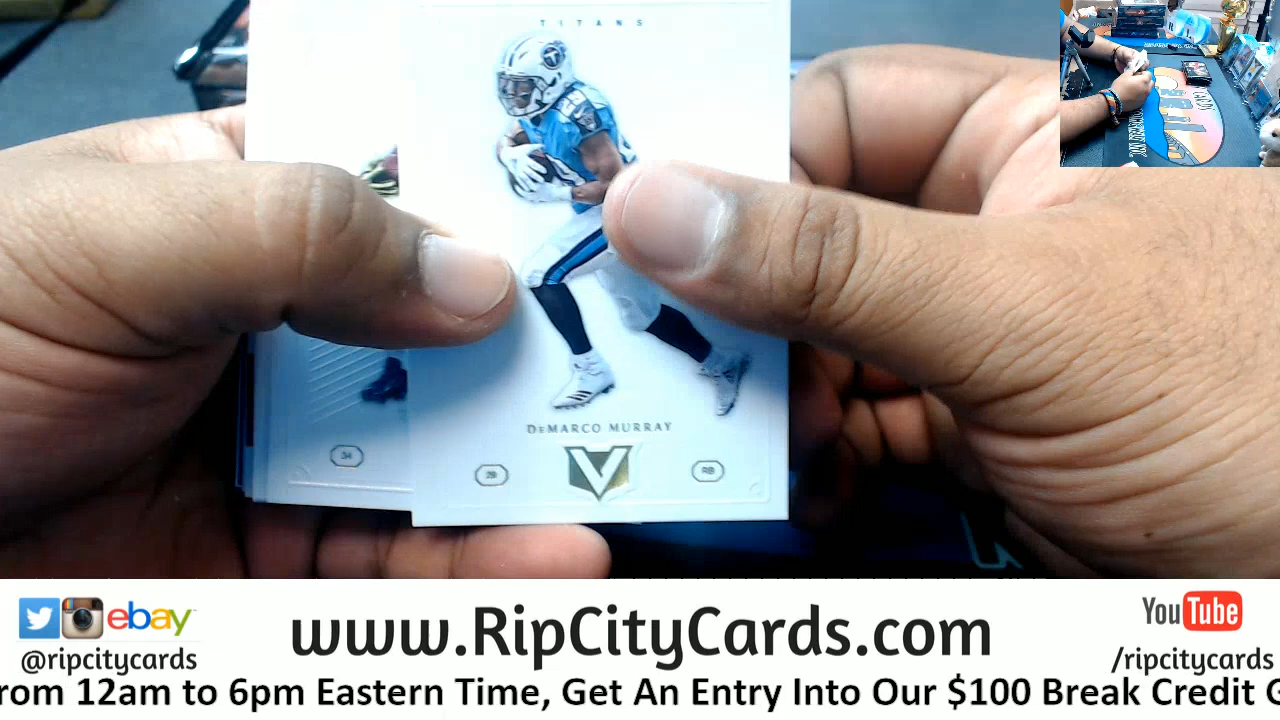 TITANS
DEMARCO MURRAY
34
29
V
RB
ebay
@ripcitycards
www.RipCityCards.com
YouTube
/ripcitycards
rom 12am to 6pm Eastern Time, Get An Entry Into Our $100 Break Credit G